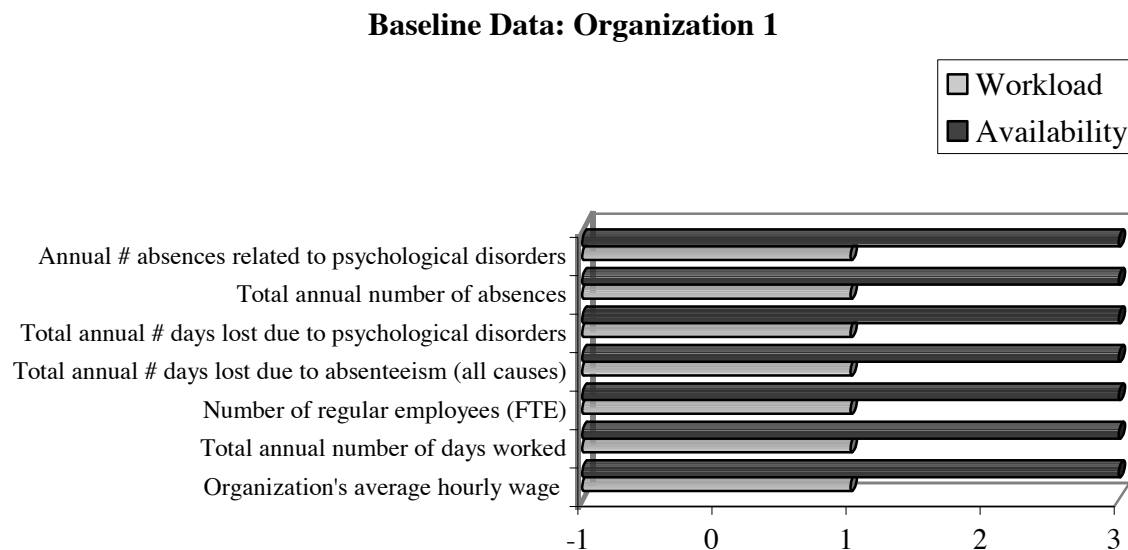 Baseline Data: Organization 1
Workload
Availability
Annual # absences related to psychological disorders
Total annual number of absences
Total annual # days lost due to psychological disorders
Total annual # days lost due to absenteeism (all causes)
Number of regular employees (FTE)
Total annual number of days worked
Organization's average hourly wage
-1 0 1 2 3